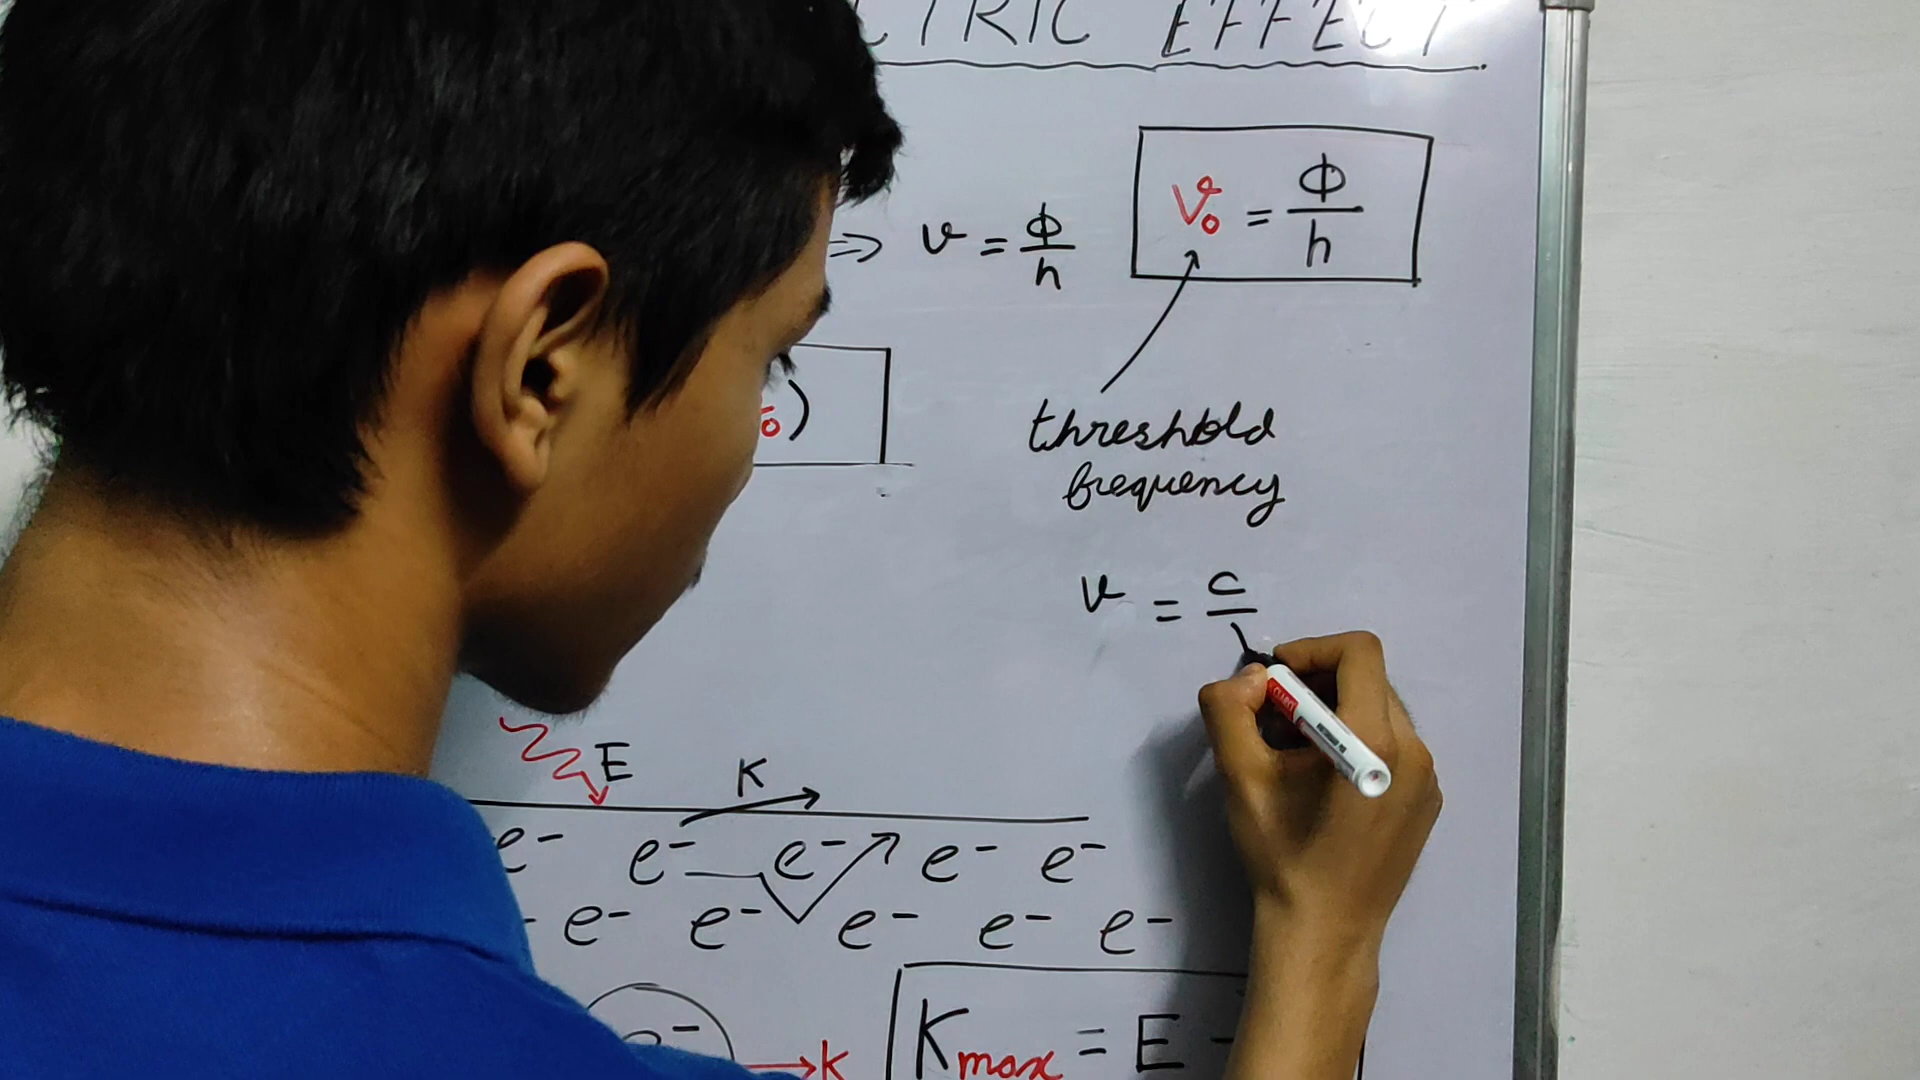 CTRIC EFFECT
⇒ ν = Φ/h
ν₀ = Φ/h
₀)
threshold
frequency
ν = c/
E
K
e⁻ e⁻ e⁻ e⁻ e⁻
e⁻ e⁻ e⁻ e⁻ e⁻
e⁻ → K
Kmax = E -